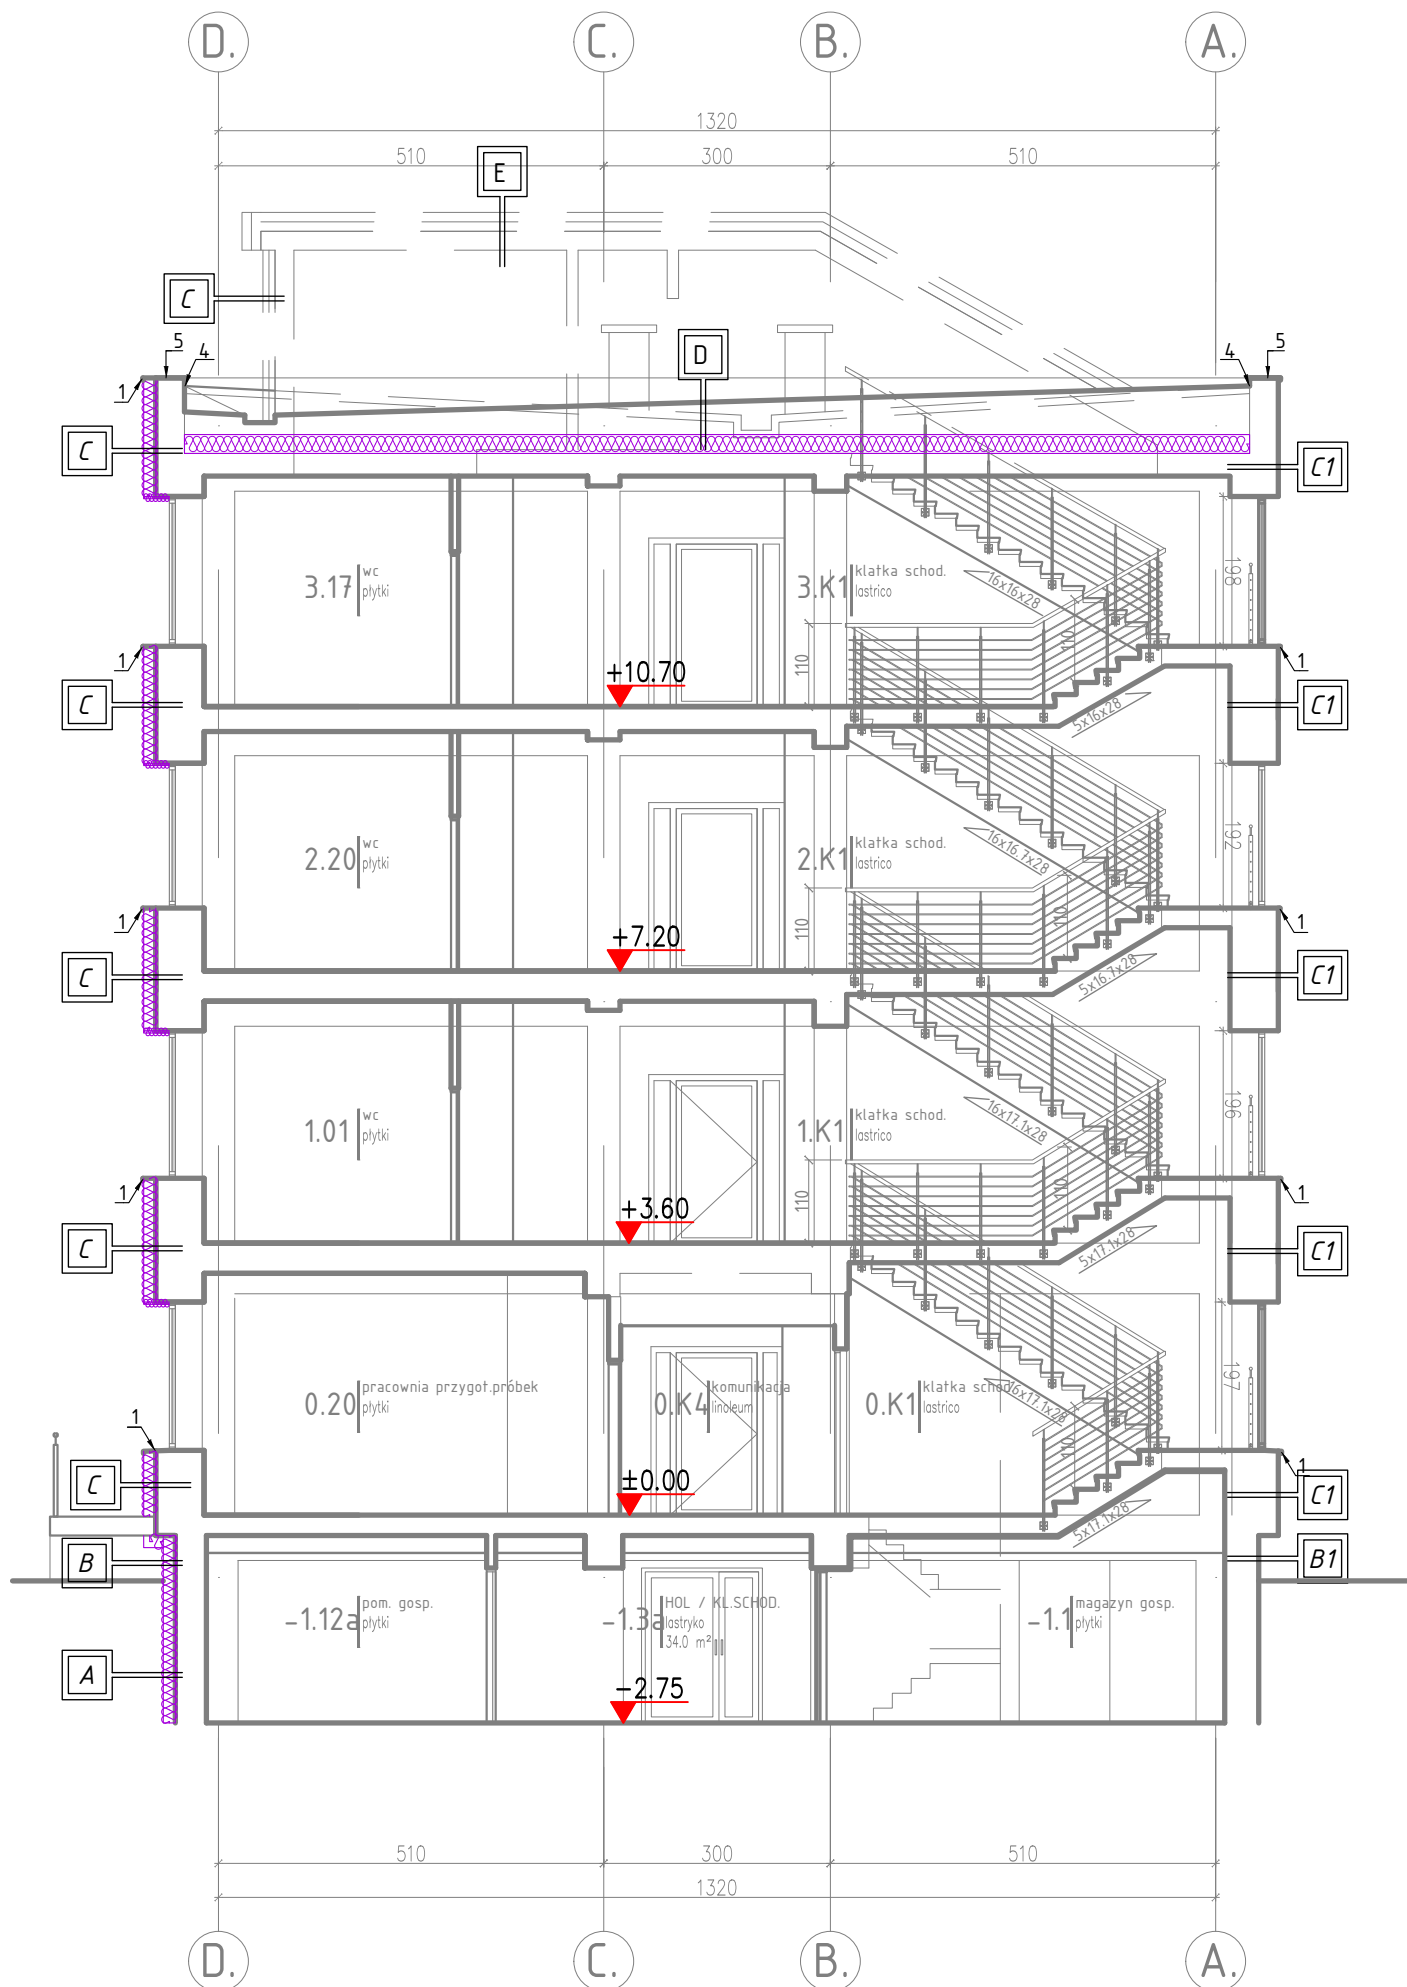 D. C. B. A.
1320
510 300 510
E
C
D
5 4 4 5
1
C C1
198
3.17 wc
płytki
3.K1 klatka schod.
lastrico
16x16x28
110
110
1 1
+10.70
C C1
5x16x28
192
2.20 wc
płytki
2.K1 klatka schod.
lastrico
16x16.7x28
110
110
1 1
+7.20
C C1
5x16.7x28
196
1.01 wc
płytki
1.K1 klatka schod.
lastrico
16x17.1x28
110
110
1 1
+3.60
C C1
5x17.1x28
197
0.20 pracownia przygot.próbek
płytki
0.K4 komunikacja
linoleum
0.K1 klatka schod.
lastrico
16x17.1x28
110
1 1
±0.00
C C1
5x17.1x28
B B1
-1.12a pom. gosp.
płytki
-1.3a HOL / KL.SCHOD.
lastryko
34.0 m²
-1.1 magazyn gosp.
płytki
A
-2.75
510 300 510
1320
D. C. B. A.